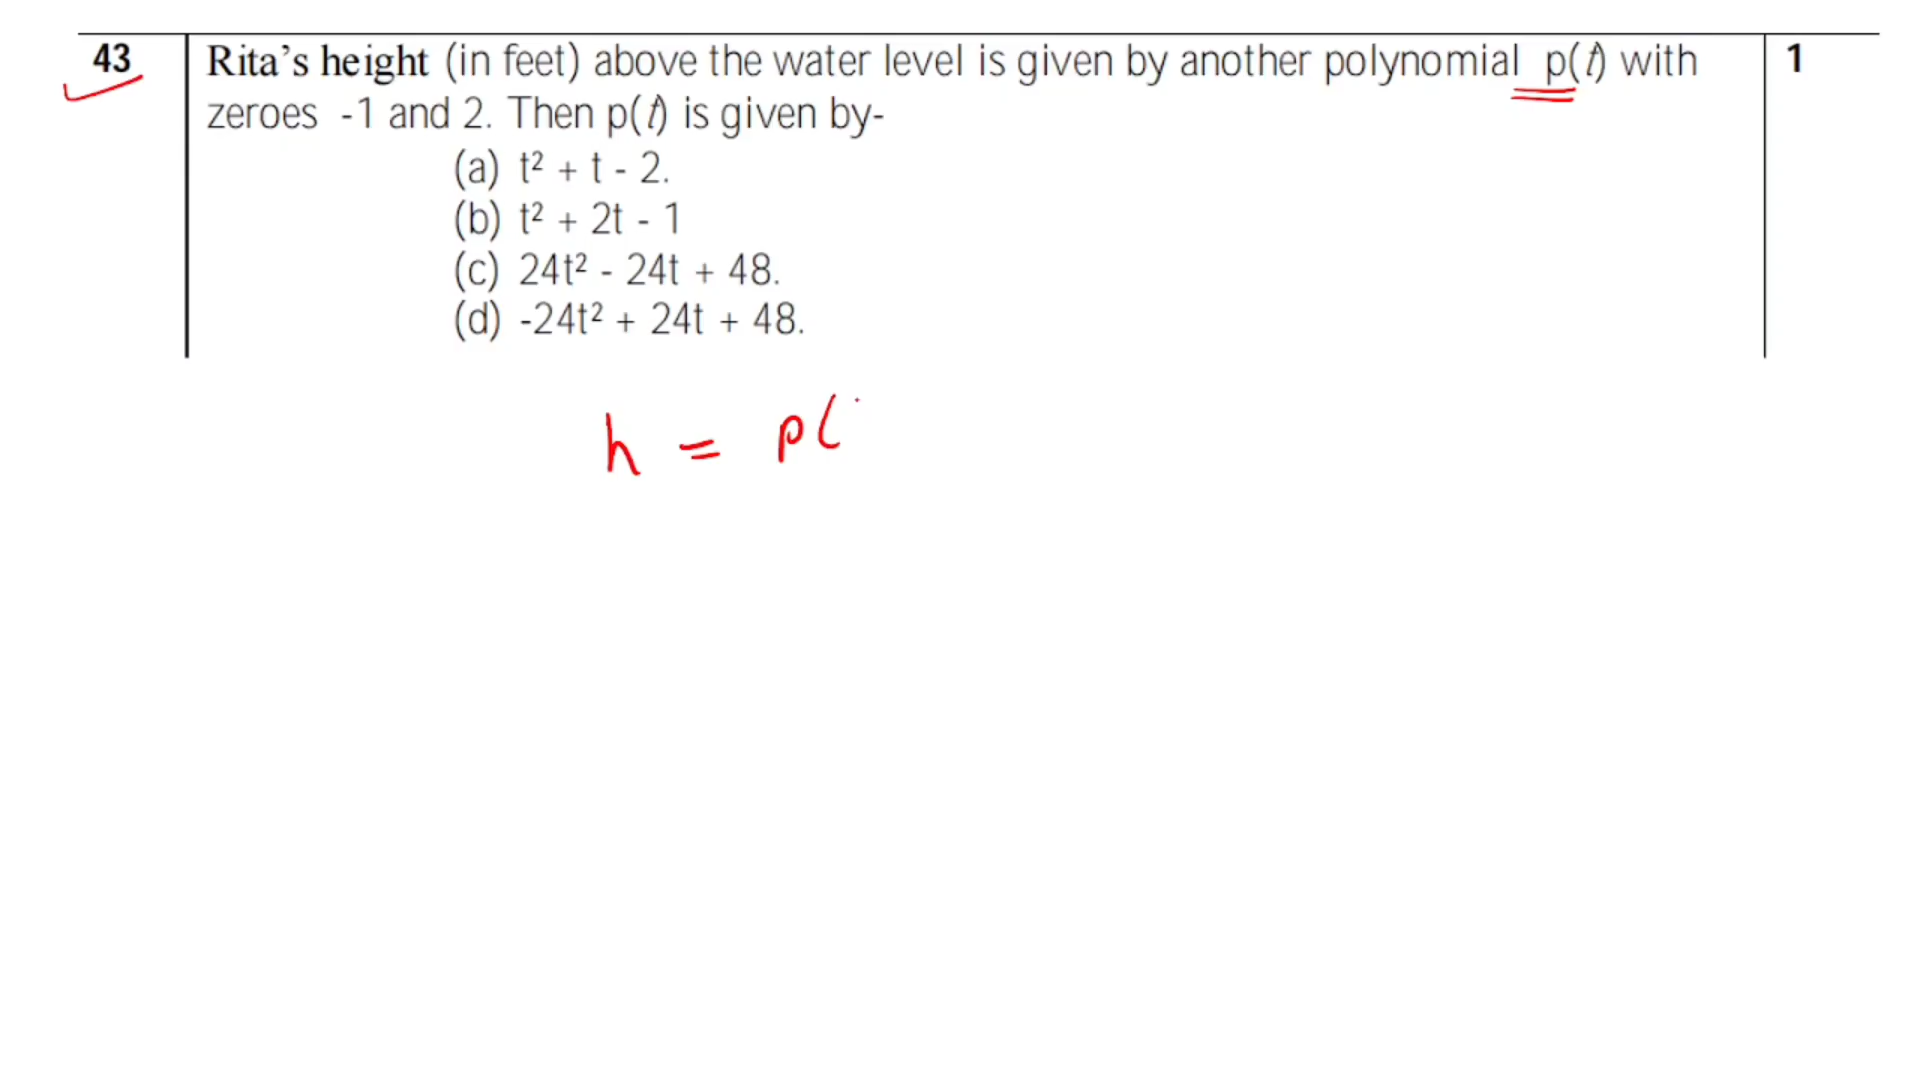 43 Rita’s height (in feet) above the water level is given by another polynomial p(t) with 1
zeroes -1 and 2. Then p(t) is given by-
(a) t² + t - 2.
(b) t² + 2t - 1
(c) 24t² - 24t + 48.
(d) -24t² + 24t + 48.
h = p(